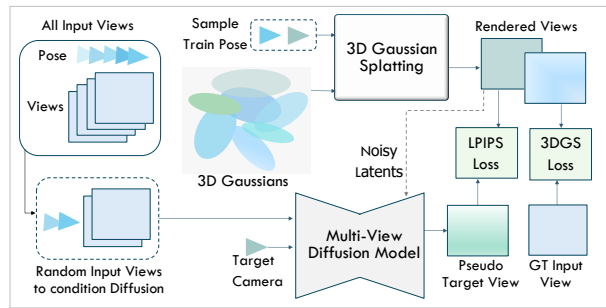 All Input Views
Pose
Views
Random Input Views
to condition Diffusion
Sample
Train Pose
3D Gaussians
3D Gaussian
Splatting
Rendered Views
Noisy
Latents
LPIPS
Loss
3DGS
Loss
Multi-View
Diffusion Model
Target
Camera
Pseudo
Target View
GT Input
View